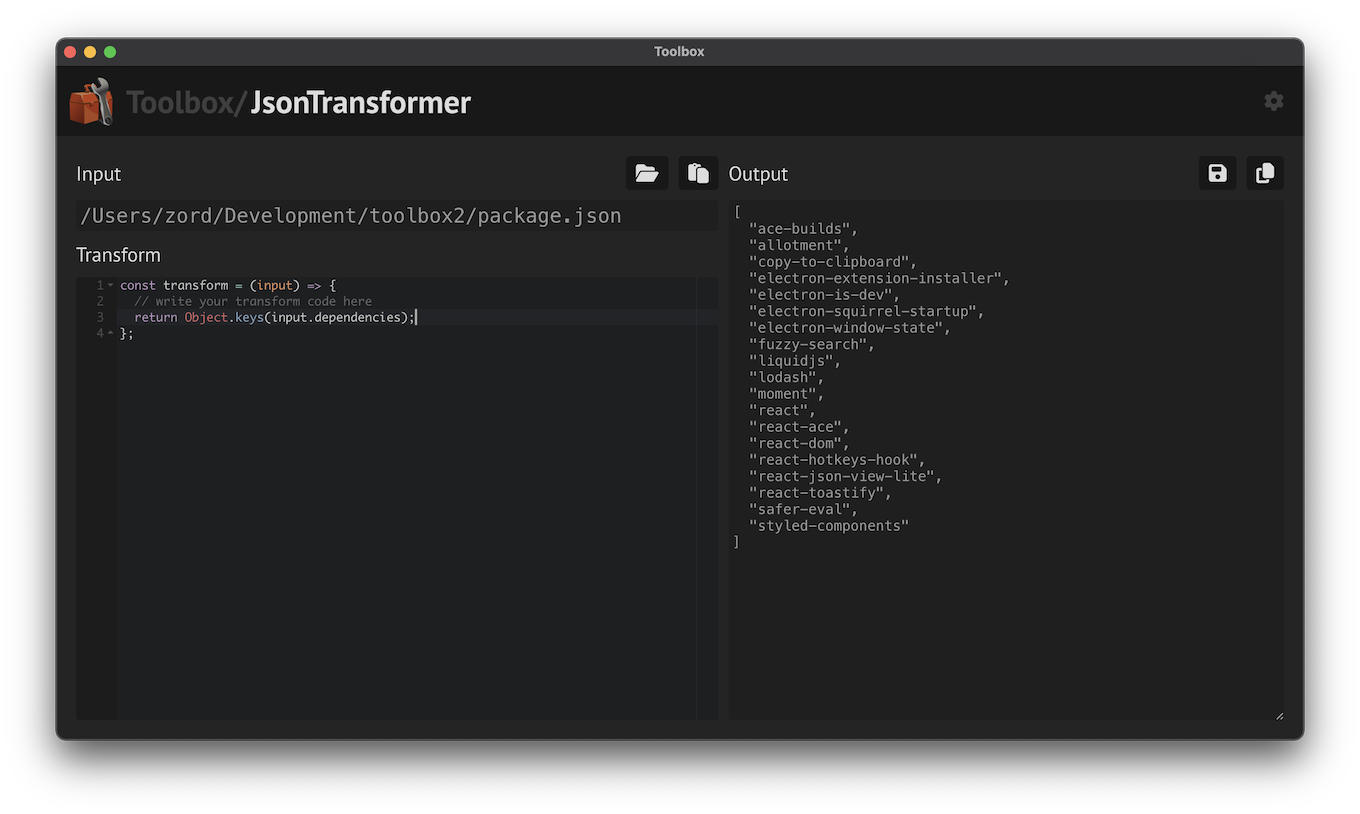 Toolbox
Toolbox/JsonTransformer
Input
/Users/zord/Development/toolbox2/package.json
Transform
1 const transform = (input) => {
2   // write your transform code here
3   return Object.keys(input.dependencies);
4 };
Output
[
  "ace-builds",
  "allotment",
  "copy-to-clipboard",
  "electron-extension-installer",
  "electron-is-dev",
  "electron-squirrel-startup",
  "electron-window-state",
  "fuzzy-search",
  "liquidjs",
  "lodash",
  "moment",
  "react",
  "react-ace",
  "react-dom",
  "react-hotkeys-hook",
  "react-json-view-lite",
  "react-toastify",
  "safer-eval",
  "styled-components"
]